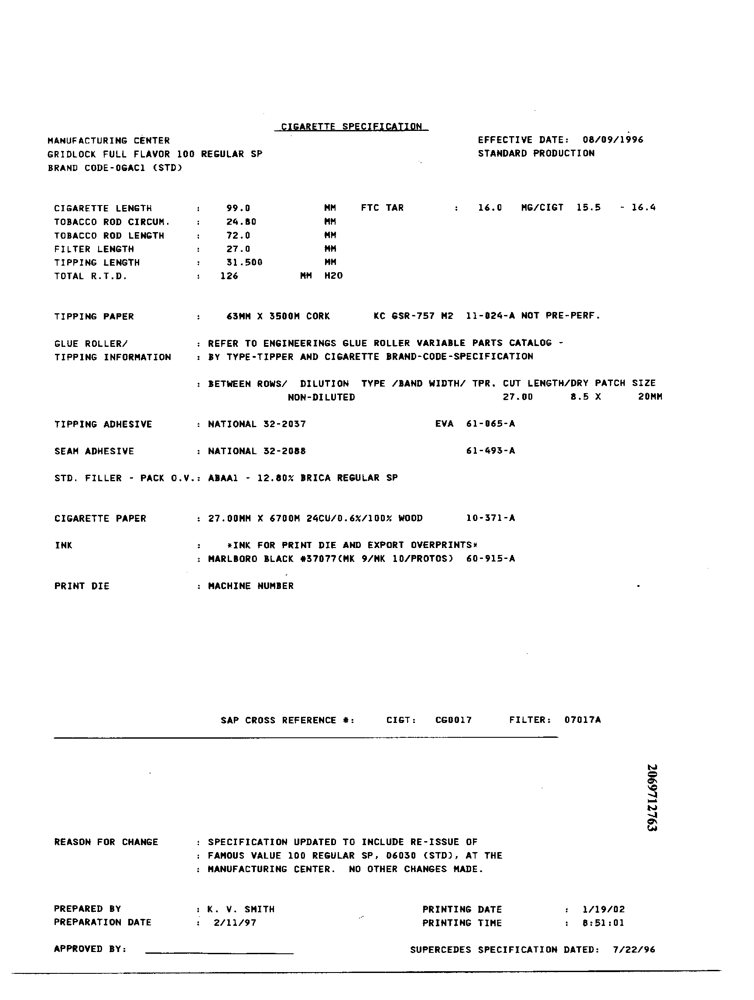 CIGARETTE SPECIFICATION
MANUFACTURING CENTER EFFECTIVE DATE: 08/09/1996
GRIDLOCK FULL FLAVOR 100 REGULAR SP STANDARD PRODUCTION
BRAND CODE-0GAC1 (STD)
CIGARETTE LENGTH : 99.0 MM FTC TAR : 16.0 MG/CIGT 15.5 - 16.4
TOBACCO ROD CIRCUM. : 24.80 MM
TOBACCO ROD LENGTH : 72.0 MM
FILTER LENGTH : 27.0 MM
TIPPING LENGTH : 31.500 MM
TOTAL R.T.D. : 126 MM H2O
TIPPING PAPER : 63MM X 3500M CORK KC GSR-757 M2 11-024-A NOT PRE-PERF.
GLUE ROLLER/ : REFER TO ENGINEERINGS GLUE ROLLER VARIABLE PARTS CATALOG -
TIPPING INFORMATION : BY TYPE-TIPPER AND CIGARETTE BRAND-CODE-SPECIFICATION
: BETWEEN ROWS/ DILUTION TYPE /BAND WIDTH/ TPR. CUT LENGTH/DRY PATCH SIZE
NON-DILUTED 27.00 8.5 X 20MM
TIPPING ADHESIVE : NATIONAL 32-2037 EVA 61-065-A
SEAM ADHESIVE : NATIONAL 32-2088 61-493-A
STD. FILLER - PACK O.V.: ABAA1 - 12.80% BRICA REGULAR SP
CIGARETTE PAPER : 27.00MM X 6700M 24CU/0.6%/100% WOOD 10-371-A
INK : *INK FOR PRINT DIE AND EXPORT OVERPRINTS*
: MARLBORO BLACK #37077(MK 9/MK 10/PROTOS) 60-915-A
PRINT DIE : MACHINE NUMBER
SAP CROSS REFERENCE #: CIGT: CG0017 FILTER: 07017A
2069712763
REASON FOR CHANGE : SPECIFICATION UPDATED TO INCLUDE RE-ISSUE OF
: FAMOUS VALUE 100 REGULAR SP, 06030 (STD), AT THE
: MANUFACTURING CENTER. NO OTHER CHANGES MADE.
PREPARED BY : K. V. SMITH PRINTING DATE : 1/19/02
PREPARATION DATE : 2/11/97 PRINTING TIME : 8:51:01
APPROVED BY: SUPERCEDES SPECIFICATION DATED: 7/22/96